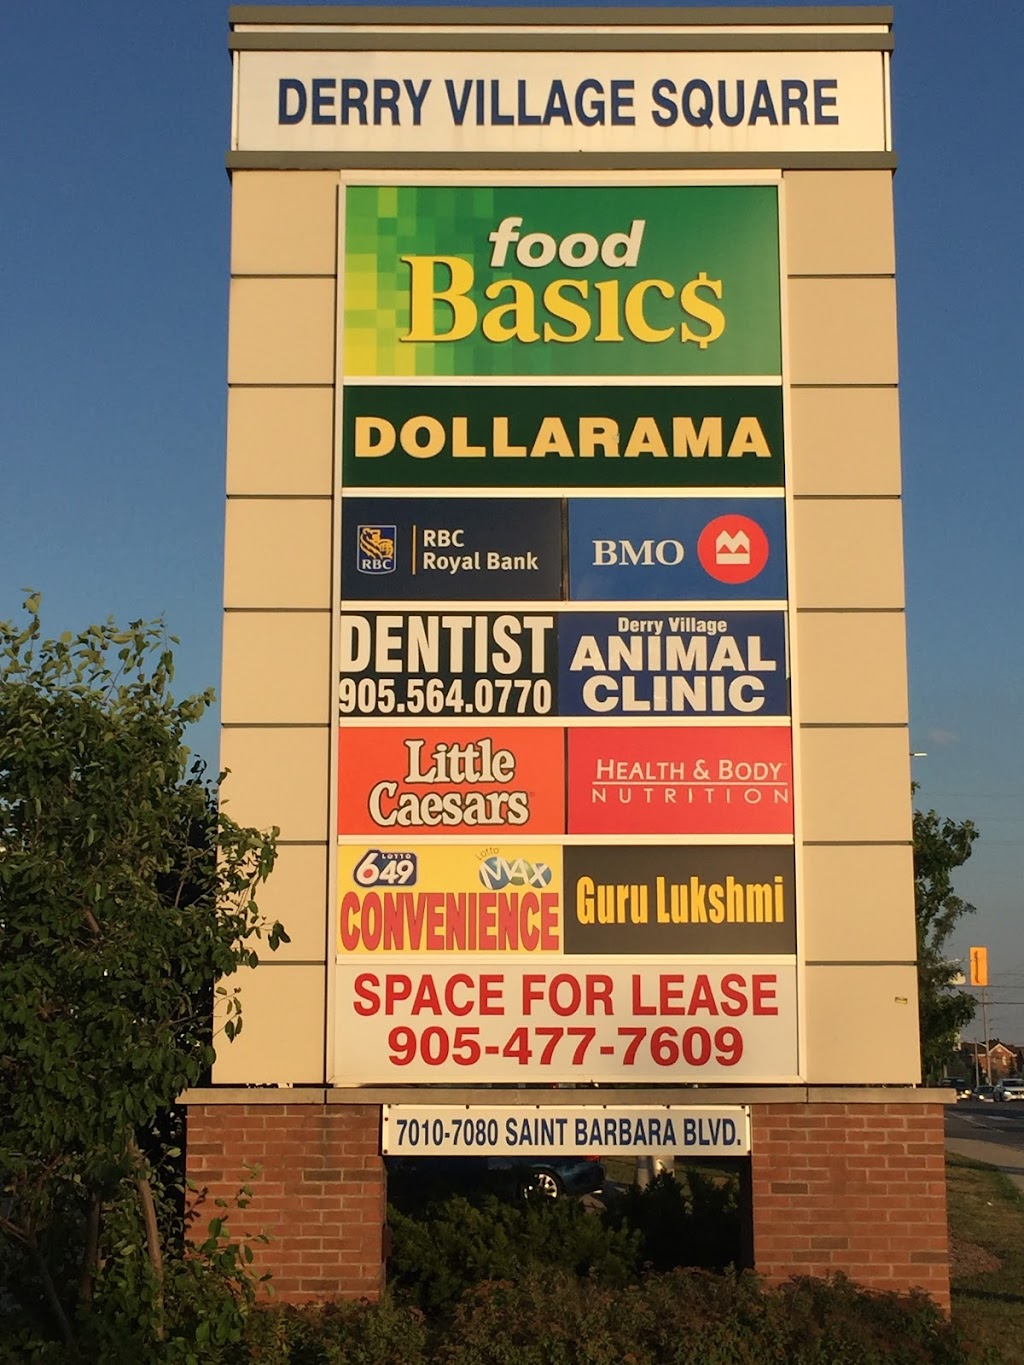 DERRY VILLAGE SQUARE
food
Basic$
DOLLARAMA
RBC
RBC
Royal Bank
BMO
DENTIST
905.564.0770
Derry Village
ANIMAL
CLINIC
Little
Caesars
HEALTH & BODY
NUTRITION
LOTTO
649
Lotto
MAX
CONVENIENCE
Guru Lukshmi
SPACE FOR LEASE
905-477-7609
7010-7080 SAINT BARBARA BLVD.